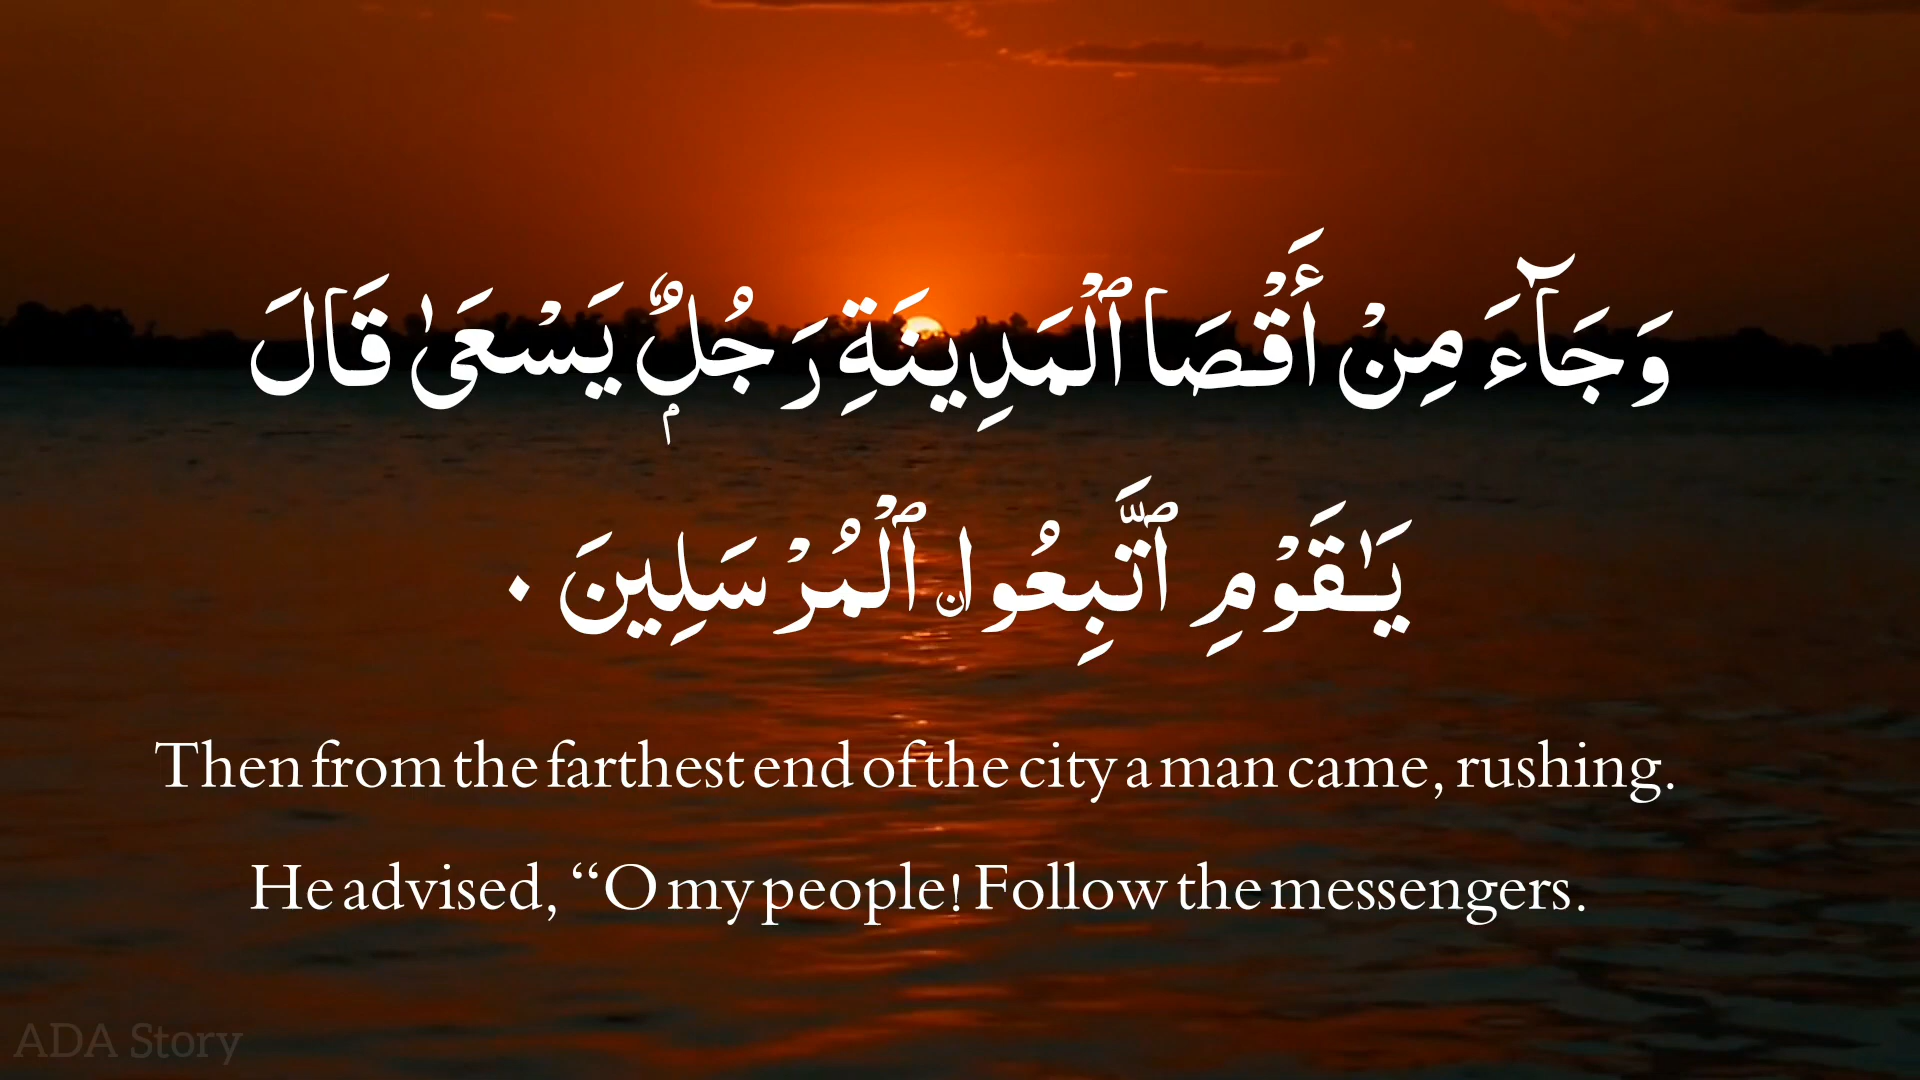 وَجَآءَ مِنْ أَقْصَا ٱلْمَدِينَةِ رَجُلٌۭ يَسْعَىٰ قَالَ
يَـٰقَوْمِ ٱتَّبِعُوا۟ ٱلْمُرْسَلِينَ ٠
Then from the farthest end of the city a man came, rushing.
He advised, “O my people! Follow the messengers.
ADA Story